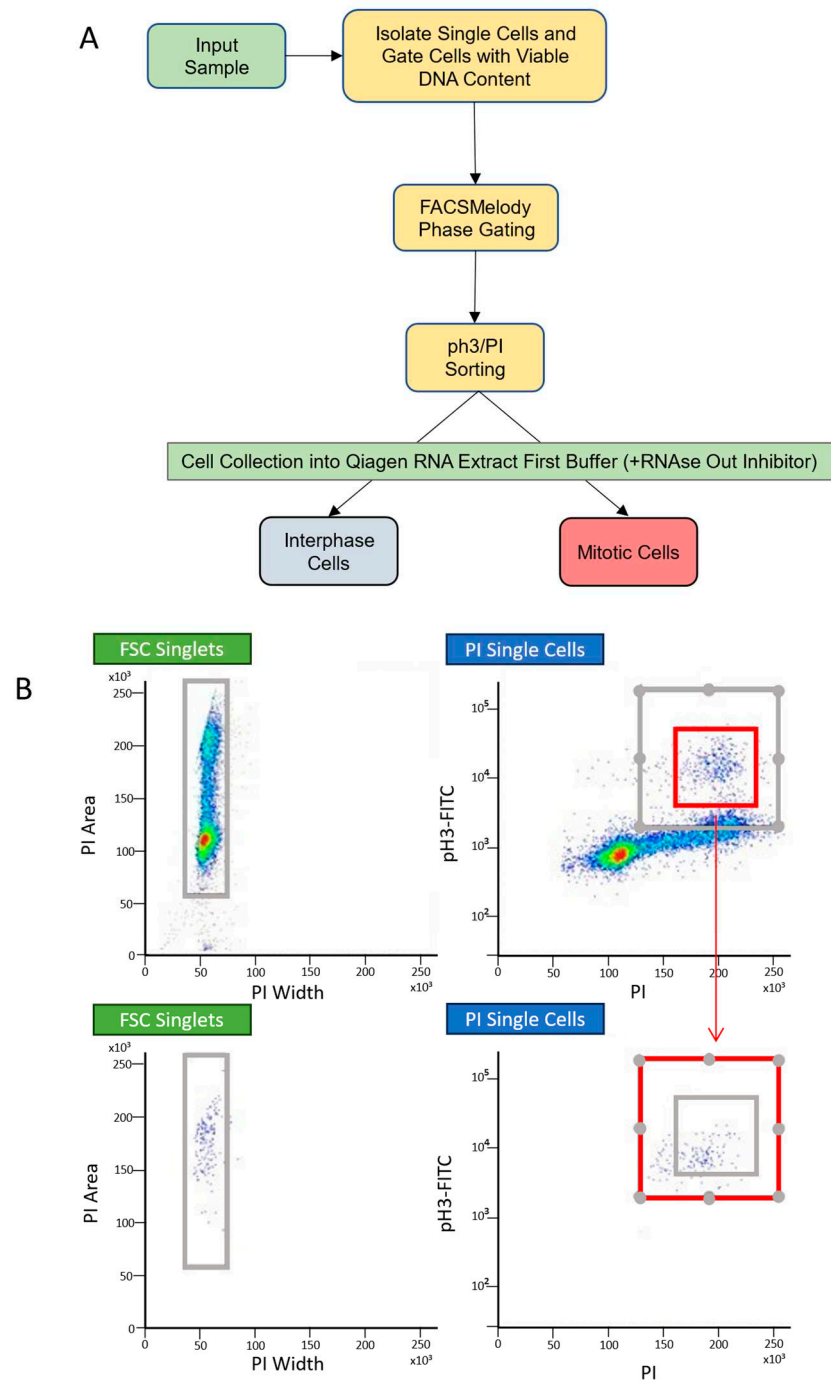 A
Input
Sample
Isolate Single Cells and
Gate Cells with Viable
DNA Content
FACSMelody
Phase Gating
ph3/PI
Sorting
Cell Collection into Qiagen RNA Extract First Buffer (+RNAse Out Inhibitor)
Interphase
Cells
Mitotic Cells
B
FSC Singlets
x10³
250
200
150
100
50
0
PI Area
0 50 100 150 200 250
x10³
PI Width
PI Single Cells
10⁵
10⁴
10³
10²
pH3-FITC
0 50 100 150 200 250
x10³
PI
FSC Singlets
x10³
250
200
150
100
50
0
PI Area
0 50 100 150 200 250
x10³
PI Width
PI Single Cells
10⁵
10⁴
10³
10²
pH3-FITC
0 50 100 150 200 250
x10³
PI